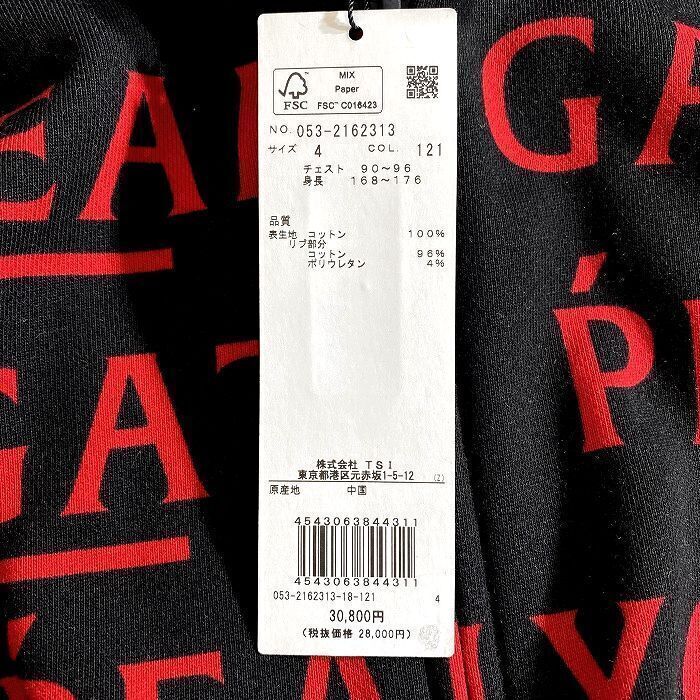 EAR GA
MIX
Paper
FSC
FSC™ C016423
NO. 053-2162313
サイズ 4 COL. 121
チェスト 90~96
身長 168~176
品質
表生地 コットン 100%
リブ部分
コットン 96%
ポリウレタン 4%
GA
株式会社 TSI
東京都港区元赤坂1-5-12 (Z)
原産地 中国
4543063844311
4543063844311
053-2162313-18-121 4
30,800円
(税抜価格 28,000円)